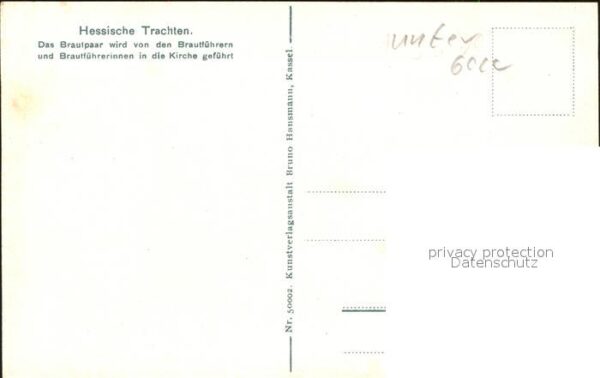 Hessische Trachten.
Das Brautpaar wird von den Brautführern
und Brautführerinnen in die Kirche geführt
Nr. 50002. Kunstverlagsanstalt Bruno Hansmann, Kassel.
unter
privacy protection
Datenschutz